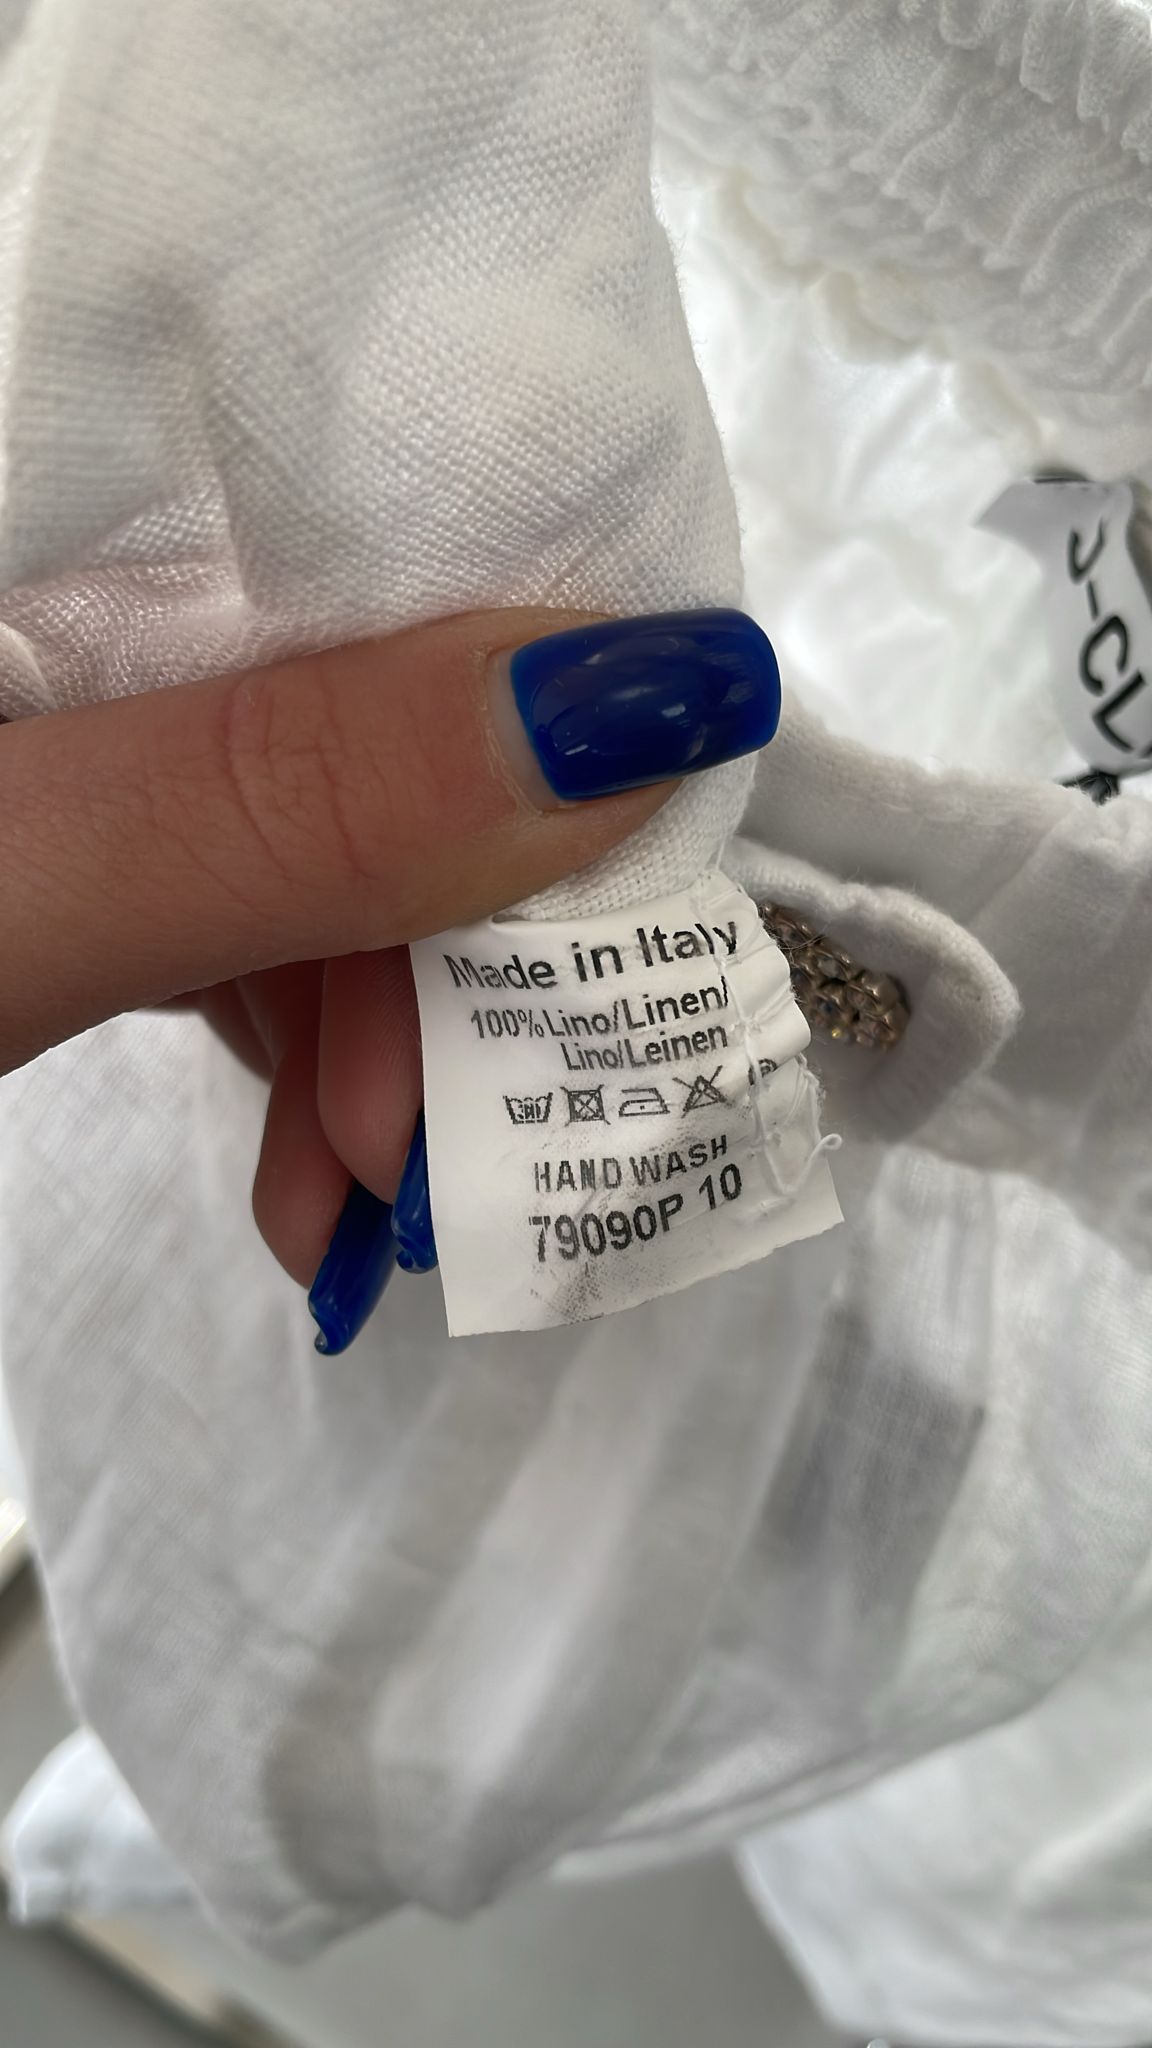 Made in Italy
100%Lino/Linen/
Lino/Leinen
HAND WASH
79090P 10